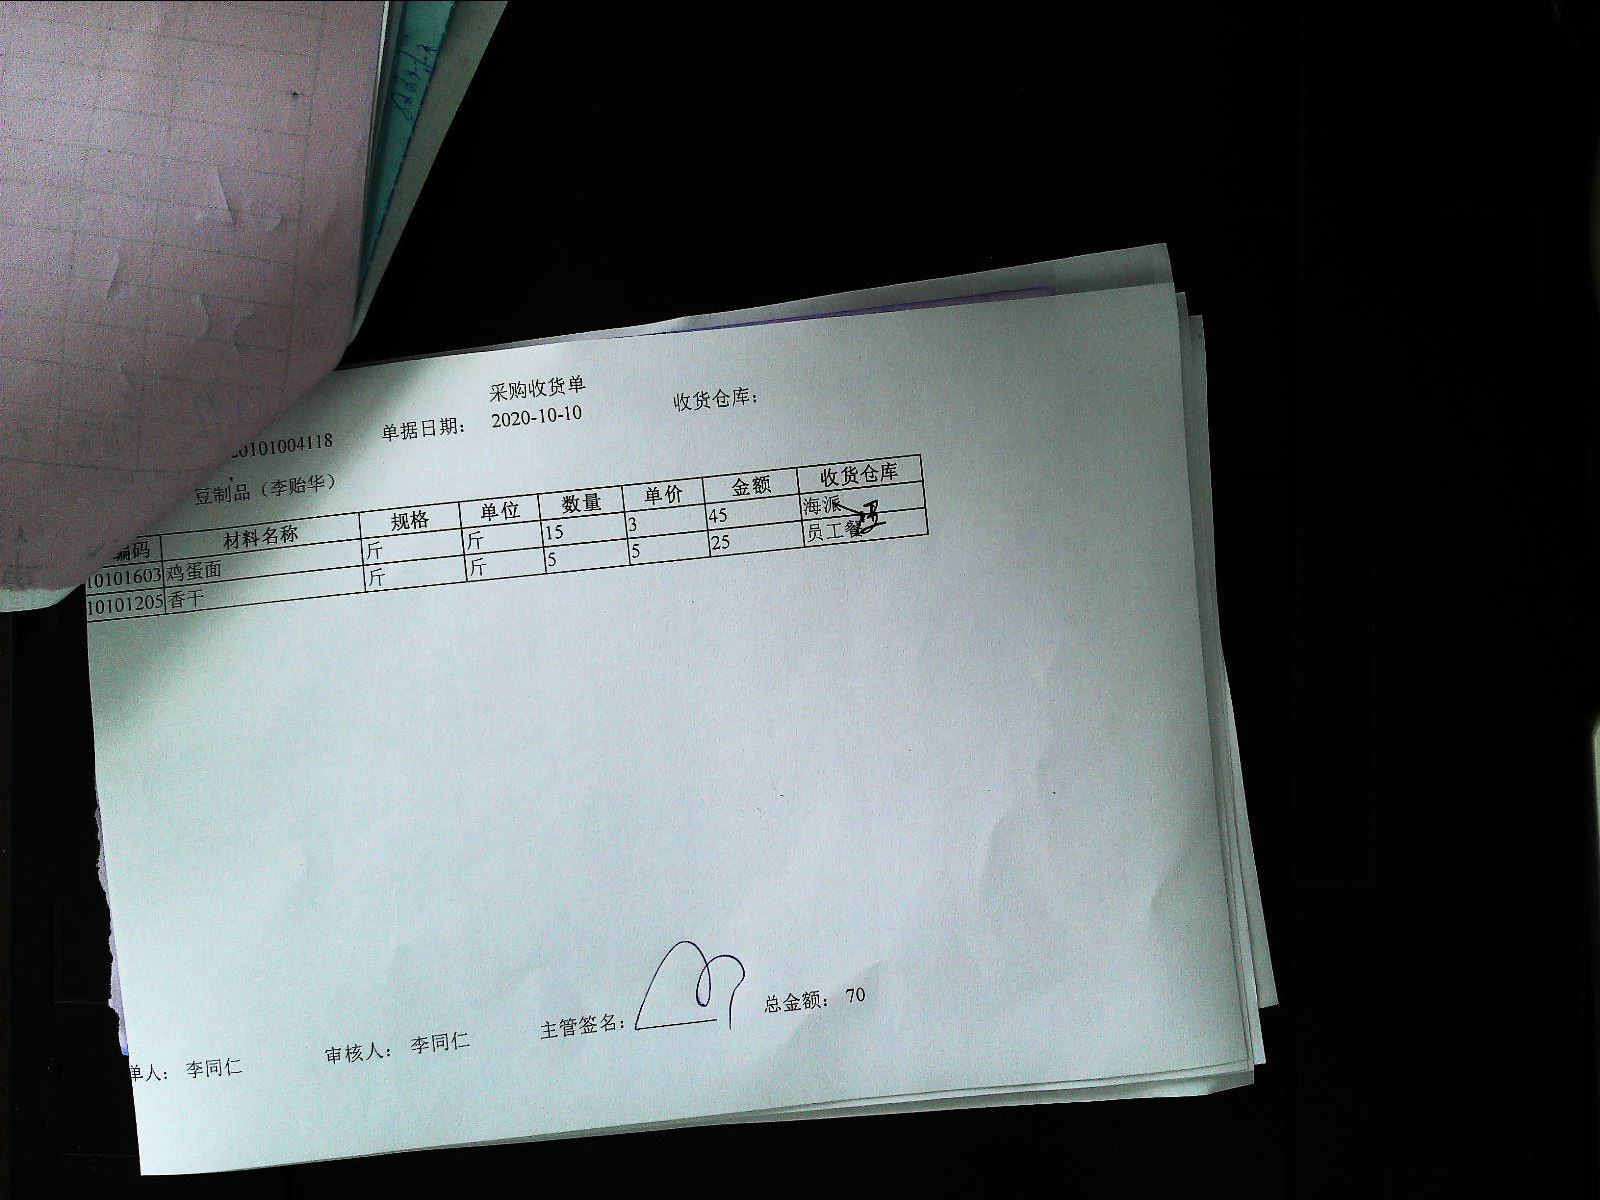 采购收货单
20101004118 单据日期： 2020-10-10 收货仓库：
豆制品（李贻华）
编码 材料名称 规格 单位 数量 单价 金额 收货仓库
10101603 鸡蛋面 斤 斤 15 3 45 海派
10101205 香干 斤 斤 5 5 25 员工餐
单人： 李同仁 审核人： 李同仁 主管签名： 总金额： 70